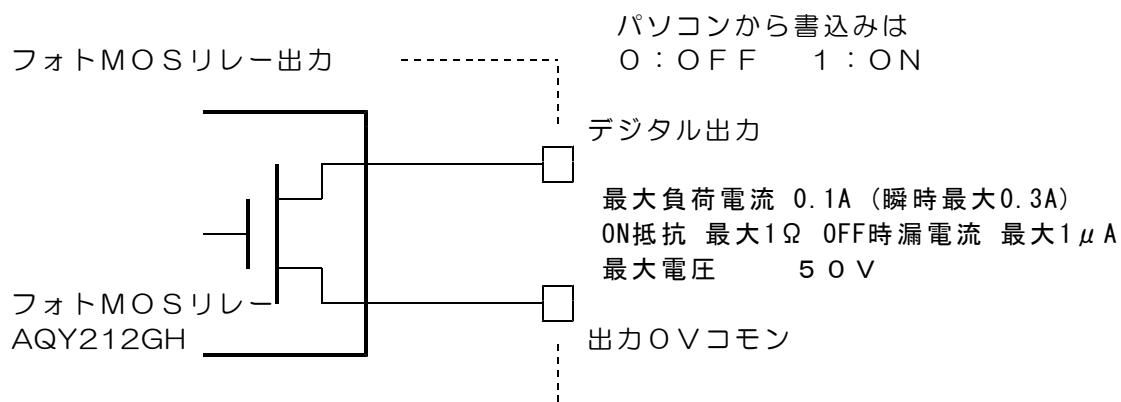 パソコンから書込みは
フォトMOSリレー出力
0:OFF 1:ON
デジタル出力
最大負荷電流 0.1A (瞬時最大0.3A)
ON抵抗 最大1Ω OFF時漏電流 最大1μA
最大電圧 50V
フォトMOSリレー
AQY212GH
出力0Vコモン